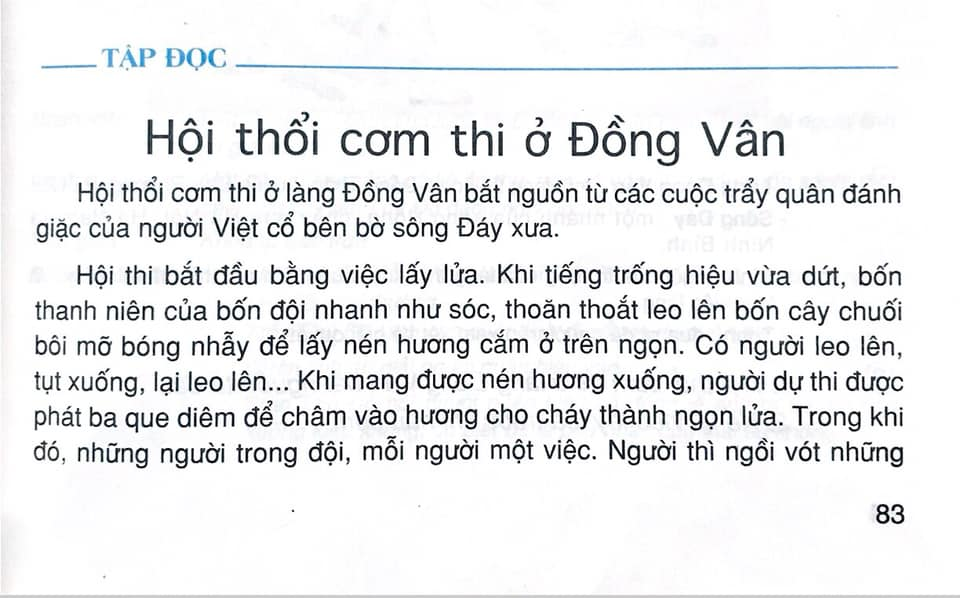 TẬP ĐỌC
Hội thổi cơm thi ở Đồng Vân
Hội thổi cơm thi ở làng Đồng Vân bắt nguồn từ các cuộc trẩy quân đánh
giặc của người Việt cổ bên bờ sông Đáy xưa.
Hội thi bắt đầu bằng việc lấy lửa. Khi tiếng trống hiệu vừa dứt, bốn
thanh niên của bốn đội nhanh như sóc, thoăn thoắt leo lên bốn cây chuối
bôi mỡ bóng nhẫy để lấy nén hương cắm ở trên ngọn. Có người leo lên,
tụt xuống, lại leo lên... Khi mang được nén hương xuống, người dự thi được
phát ba que diêm để châm vào hương cho cháy thành ngọn lửa. Trong khi
đó, những người trong đội, mỗi người một việc. Người thì ngồi vót những
83